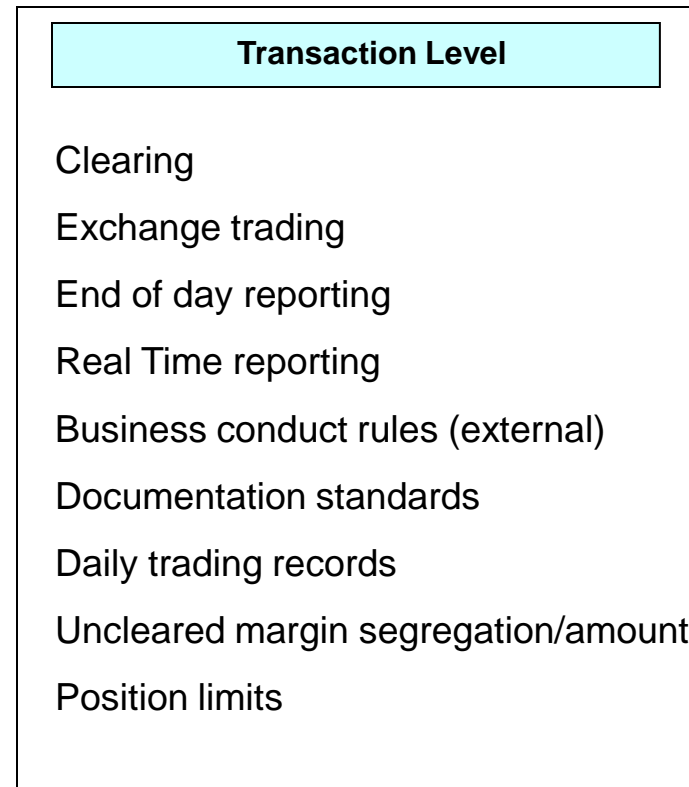 Transaction Level
Clearing
Exchange trading
End of day reporting
Real Time reporting
Business conduct rules (external)
Documentation standards
Daily trading records
Uncleared margin segregation/amount
Position limits